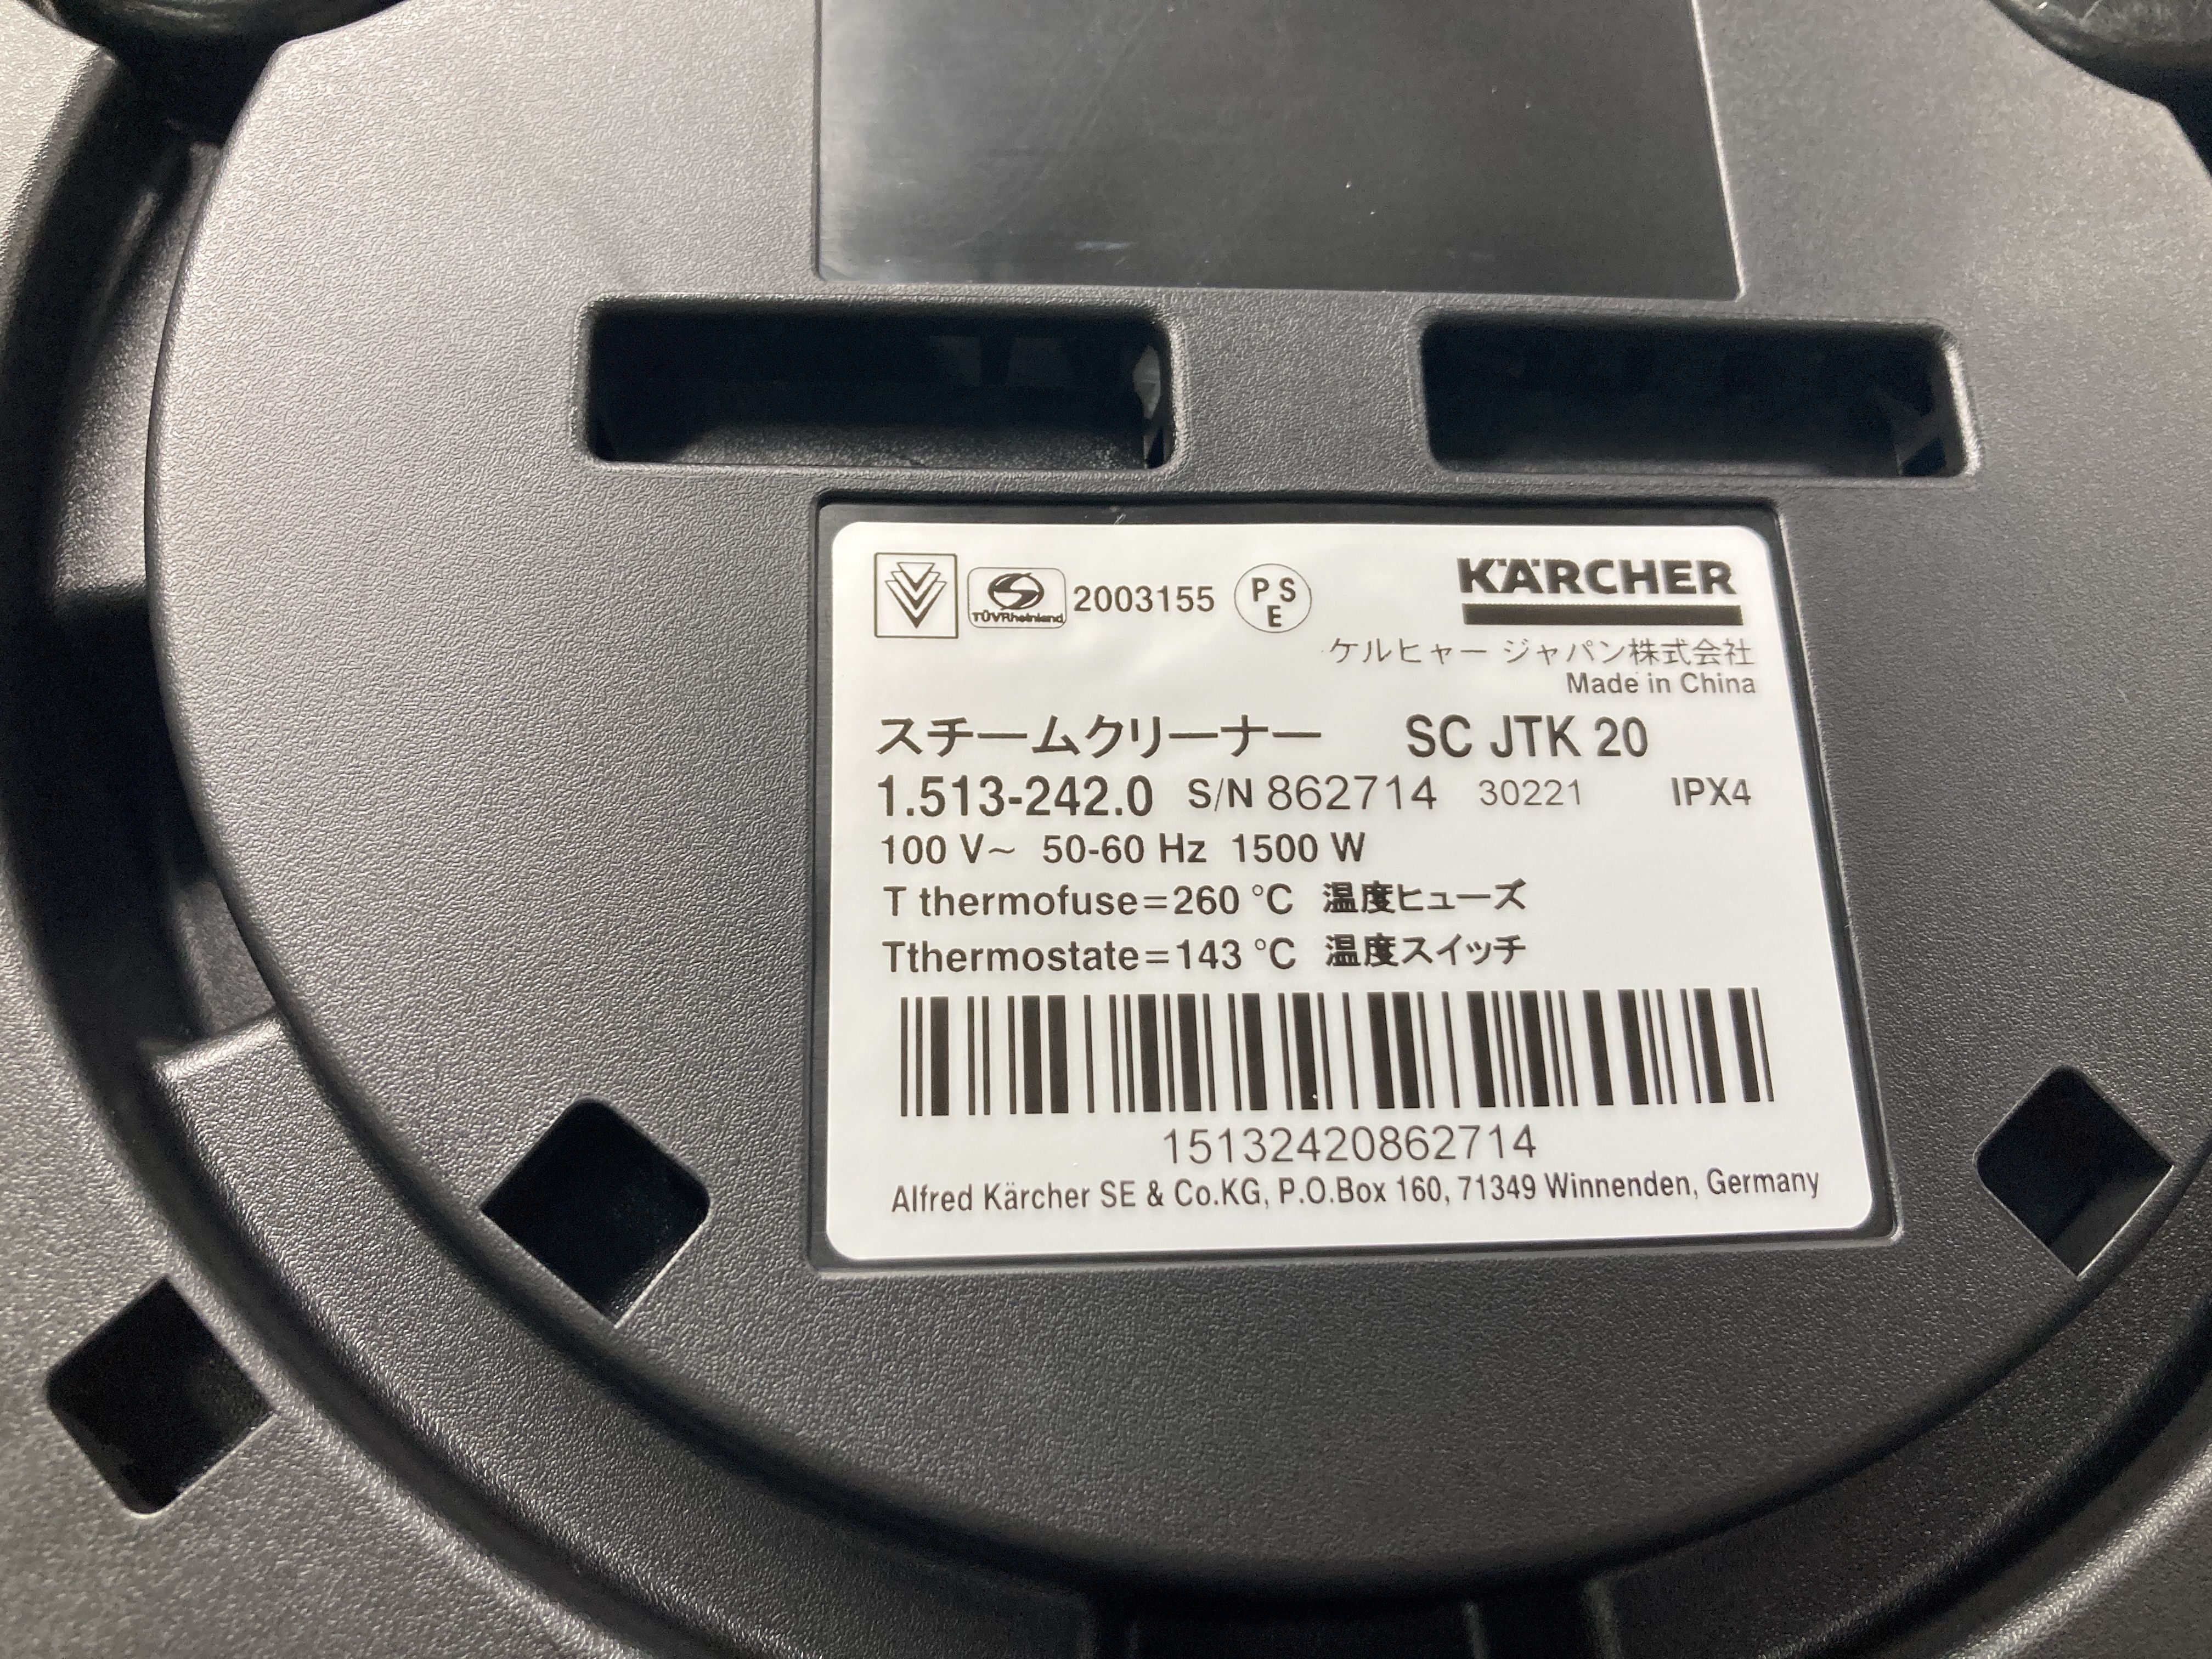 TÜVRheinland 2003155 PSE KÄRCHER
ケルヒャー ジャパン株式会社
Made in China
スチームクリーナー SC JTK 20
1.513-242.0 S/N 862714 30221 IPX4
100 V~ 50-60 Hz 1500 W
T thermofuse=260 °C 温度ヒューズ
Tthermostate=143 °C 温度スイッチ
15132420862714
Alfred Kärcher SE & Co.KG, P.O.Box 160, 71349 Winnenden, Germany